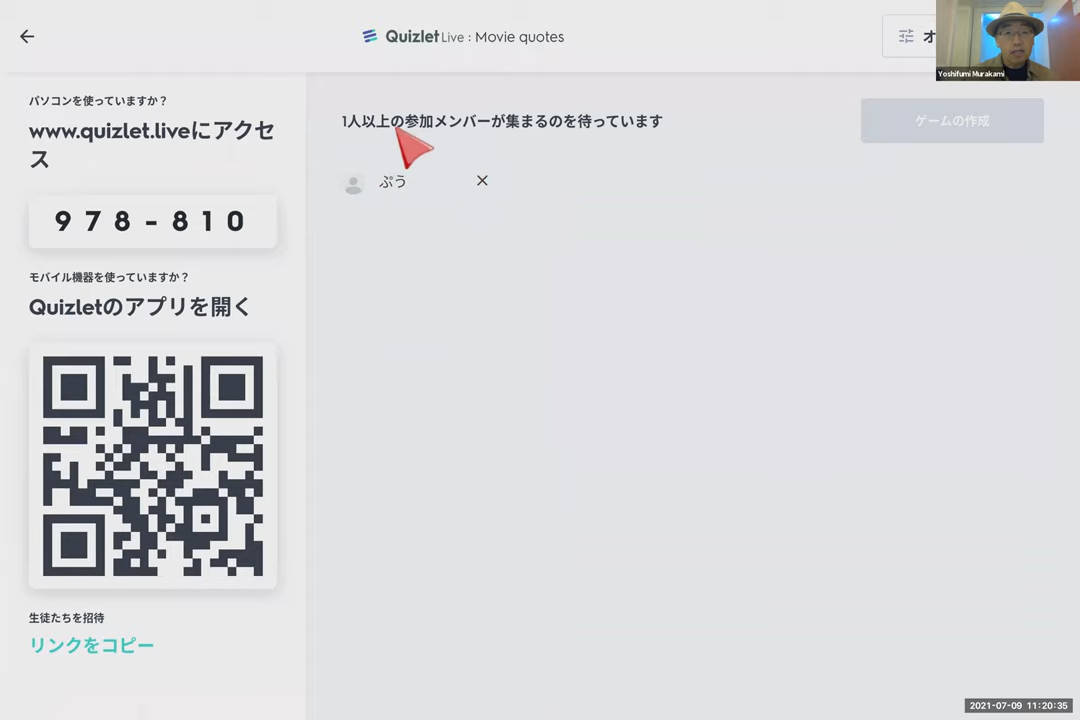 Quizlet Live : Movie quotes
オ
Yoshifumi Murakami
パソコンを使っていますか？
www.quizlet.liveにアクセ
ス
978-810
モバイル機器を使っていますか？
Quizletのアプリを開く
生徒たちを招待
リンクをコピー
1人以上の参加メンバーが集まるのを待っています
ゲームの作成
ぷう
2021-07-09 11:20:35